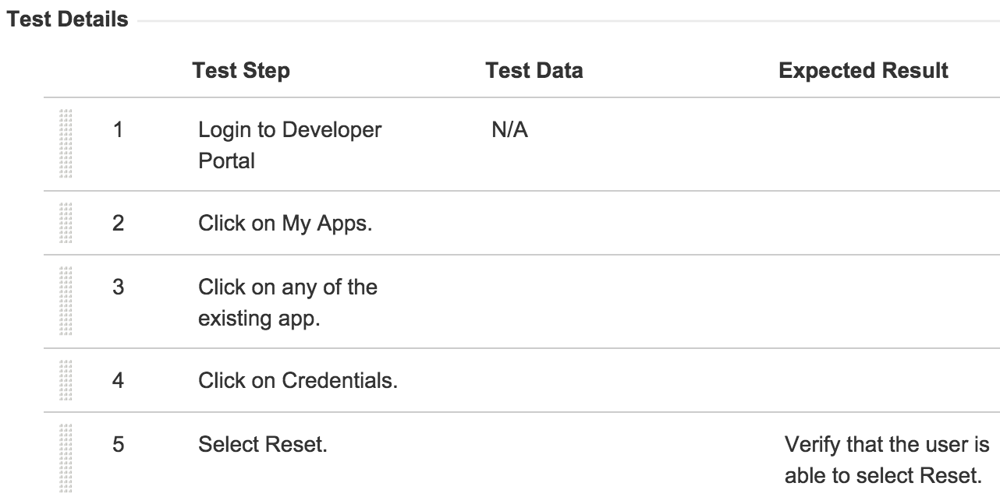 Test Details
Test Step Test Data Expected Result
1 Login to Developer N/A
Portal
2 Click on My Apps.
3 Click on any of the
existing app.
4 Click on Credentials.
5 Select Reset. Verify that the user is
able to select Reset.